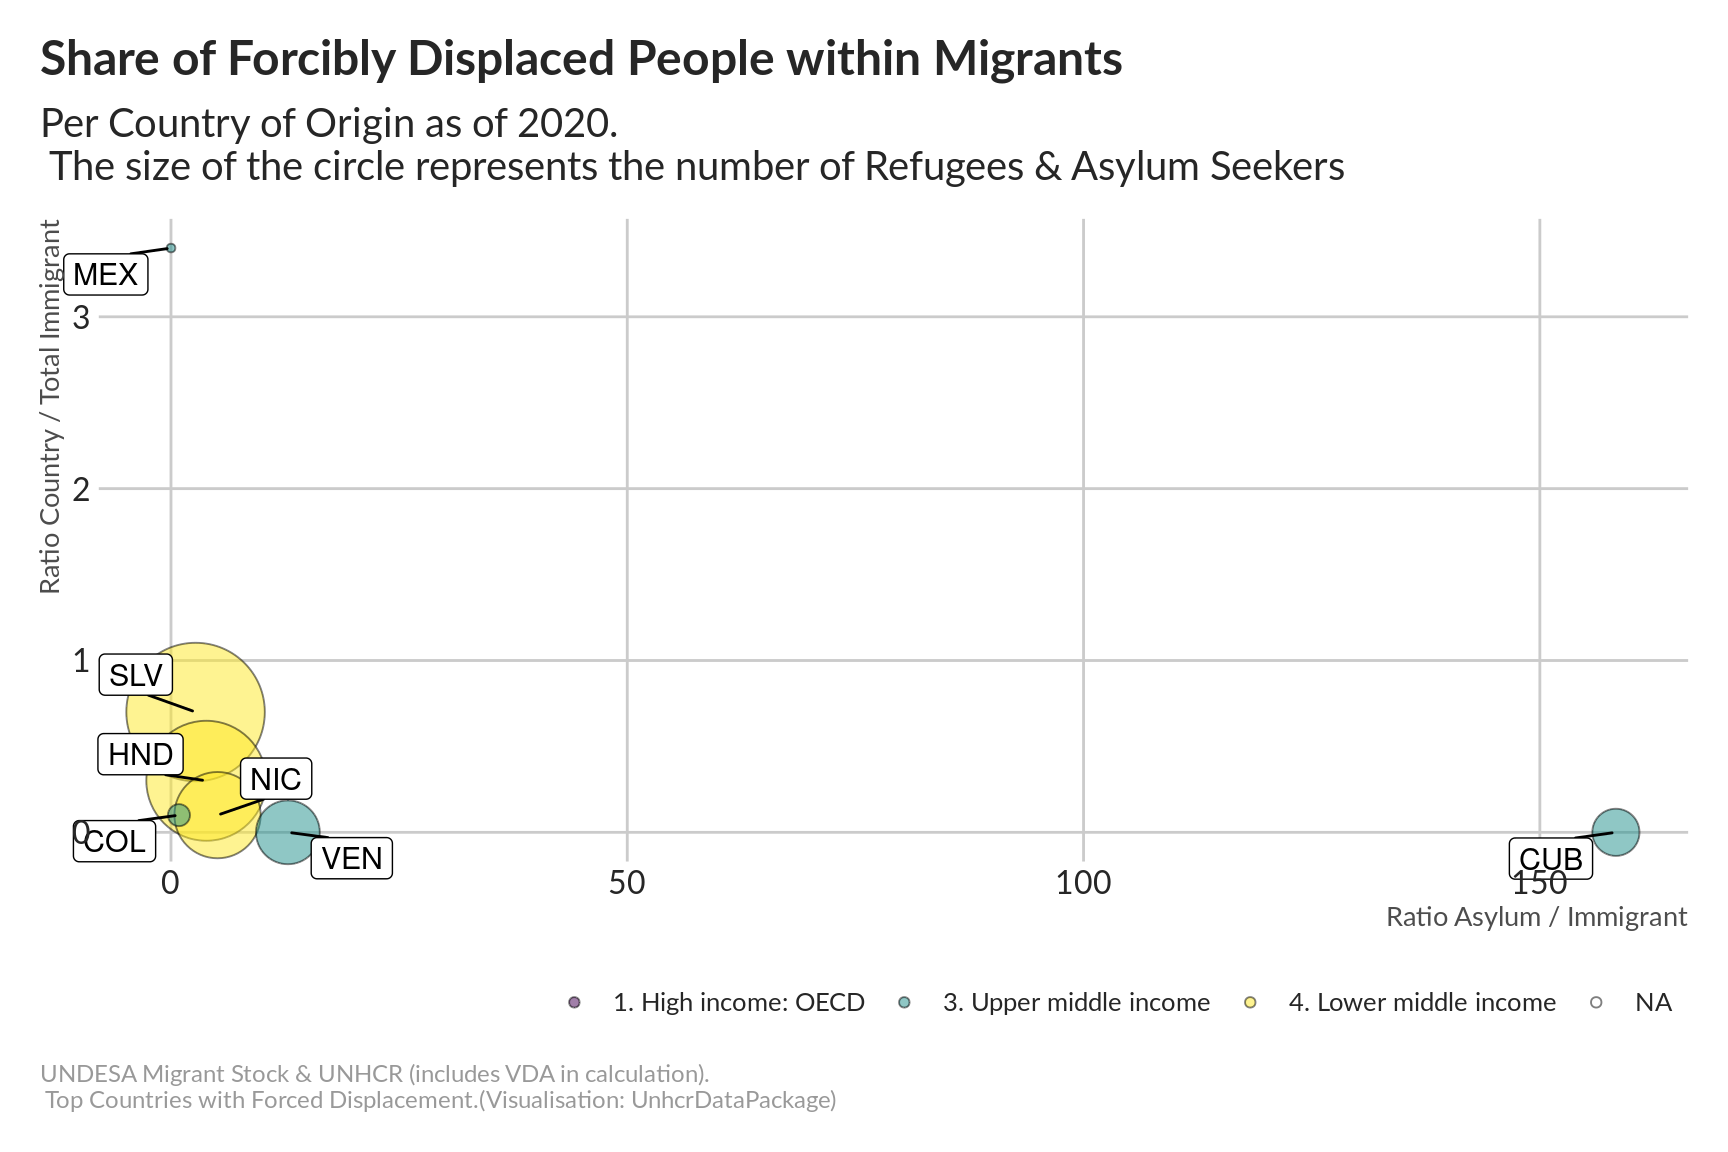 Share of Forcibly Displaced People within Migrants
Per Country of Origin as of 2020.
The size of the circle represents the number of Refugees & Asylum Seekers
Ratio Country / Total Immigrant
MEX
3
2
1
SLV
HND
NIC
0
COL
VEN
CUB
0
50
100
150
Ratio Asylum / Immigrant
1. High income: OECD
3. Upper middle income
4. Lower middle income
NA
UNDESA Migrant Stock & UNHCR (includes VDA in calculation).
Top Countries with Forced Displacement.(Visualisation: UnhcrDataPackage)